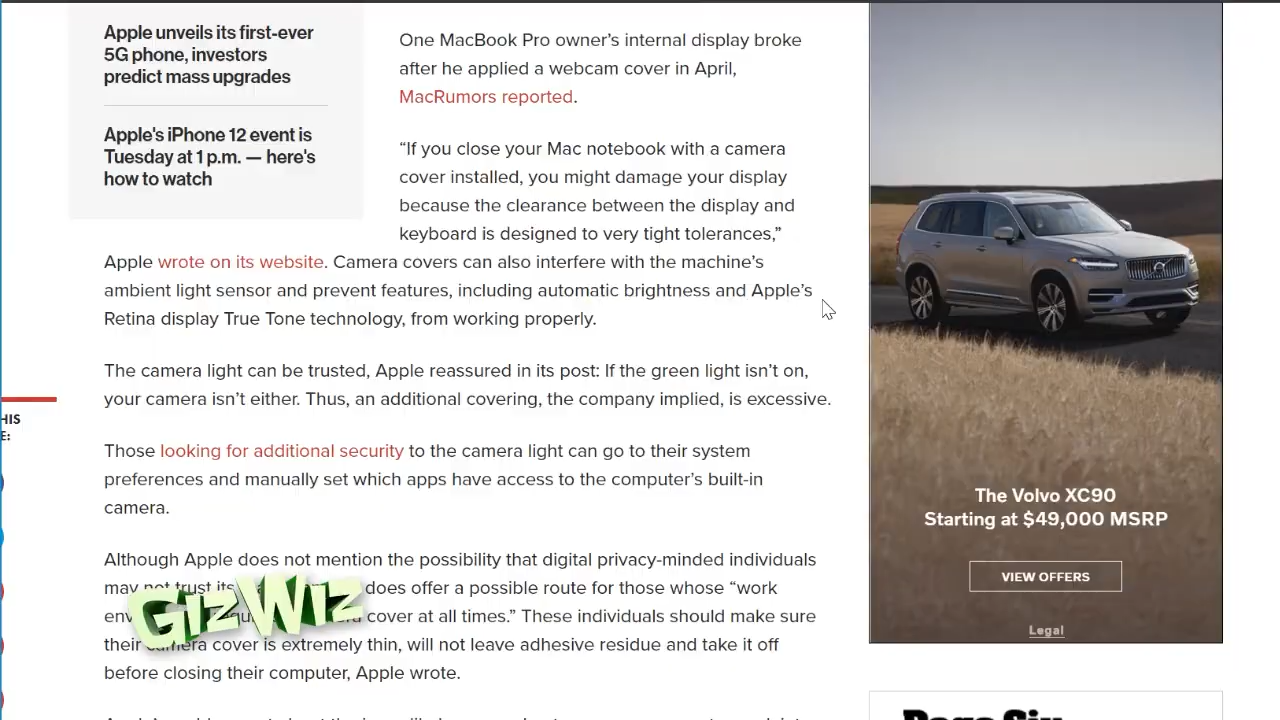 Apple unveils its first-ever
5G phone, investors
predict mass upgrades
Apple's iPhone 12 event is
Tuesday at 1 p.m. — here's
how to watch
HIS
E:
One MacBook Pro owner’s internal display broke
after he applied a webcam cover in April,
MacRumors reported.
“If you close your Mac notebook with a camera
cover installed, you might damage your display
because the clearance between the display and
keyboard is designed to very tight tolerances,”
Apple wrote on its website. Camera covers can also interfere with the machine’s
ambient light sensor and prevent features, including automatic brightness and Apple’s
Retina display True Tone technology, from working properly.
The camera light can be trusted, Apple reassured in its post: If the green light isn’t on,
your camera isn’t either. Thus, an additional covering, the company implied, is excessive.
Those looking for additional security to the camera light can go to their system
preferences and manually set which apps have access to the computer’s built-in
camera.
Although Apple does not mention the possibility that digital privacy-minded individuals
may not trust its does offer a possible route for those whose “work
cover at all times.” These individuals should make sure
their camera cover is extremely thin, will not leave adhesive residue and take it off
before closing their computer, Apple wrote.
GizWiz
The Volvo XC90
Starting at $49,000 MSRP
VIEW OFFERS
Legal
Page Six